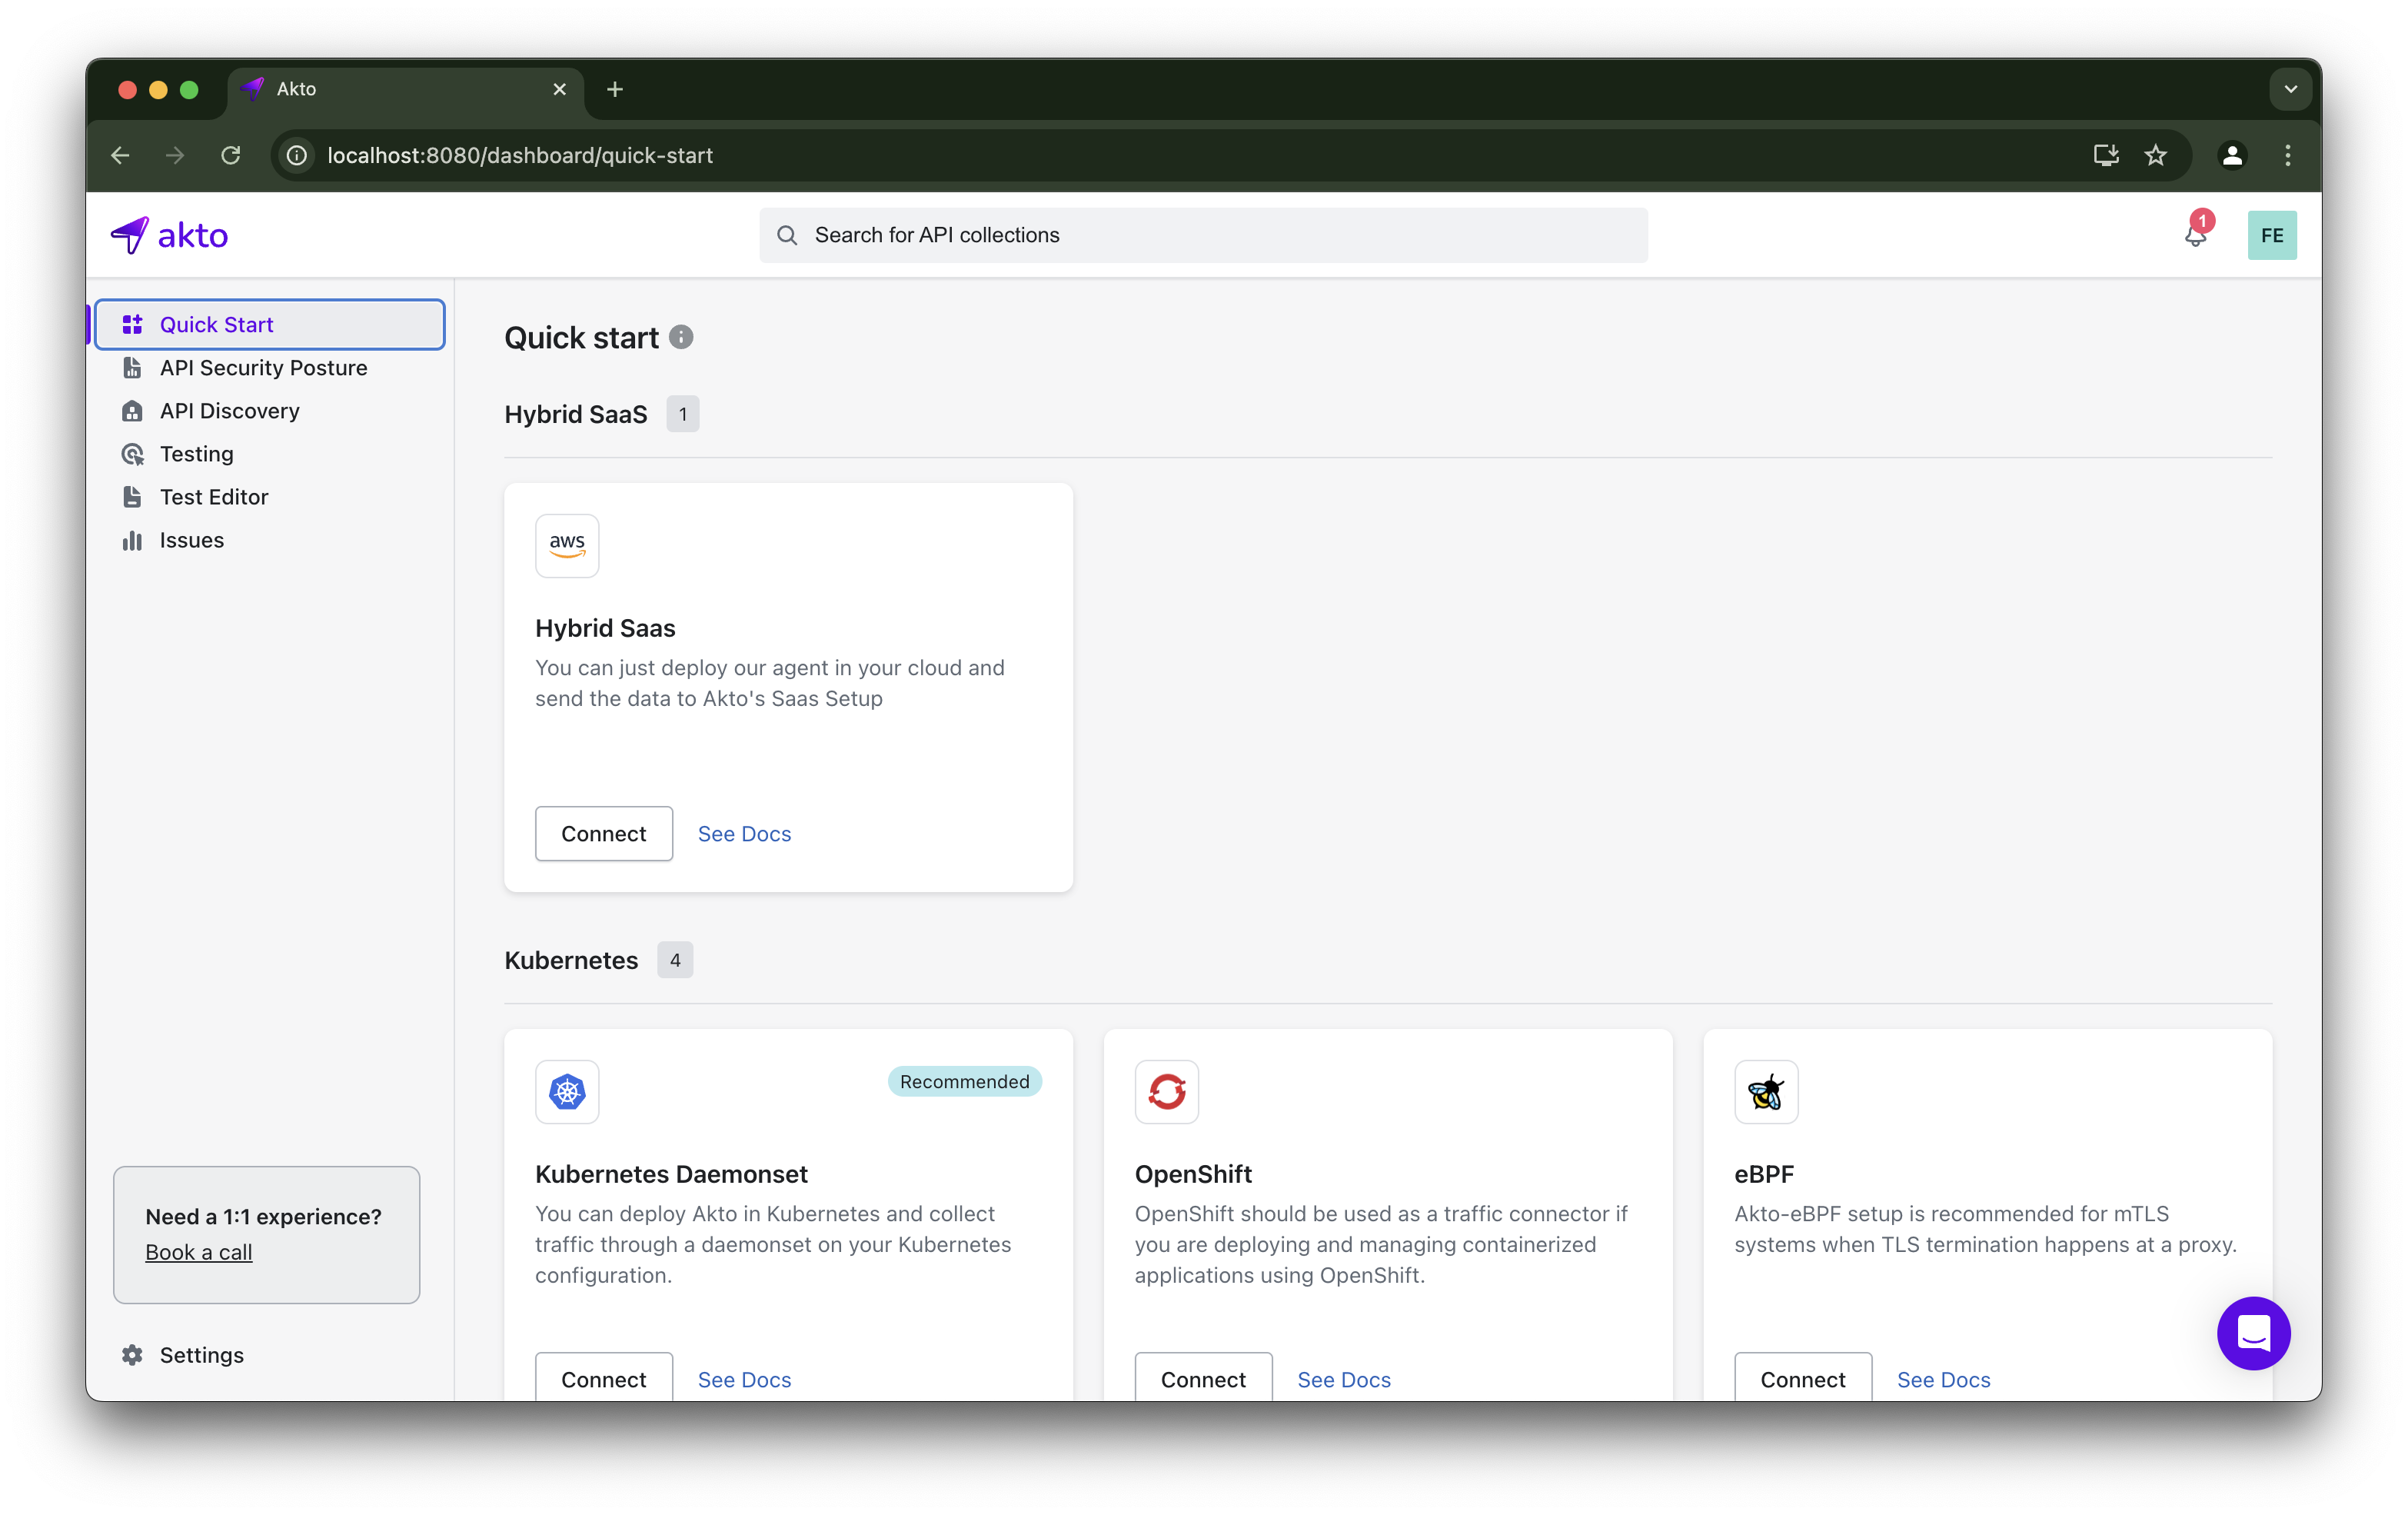 Akto
localhost:8080/dashboard/quick-start
akto
Search for API collections
1
FE
Quick Start
API Security Posture
API Discovery
Testing
Test Editor
Issues
Need a 1:1 experience?
Book a call
Settings
Quick start
Hybrid SaaS 1
aws
Hybrid Saas
You can just deploy our agent in your cloud and
send the data to Akto's Saas Setup
Connect See Docs
Kubernetes 4
Recommended
Kubernetes Daemonset
You can deploy Akto in Kubernetes and collect
traffic through a daemonset on your Kubernetes
configuration.
Connect See Docs
OpenShift
OpenShift should be used as a traffic connector if
you are deploying and managing containerized
applications using OpenShift.
Connect See Docs
eBPF
Akto-eBPF setup is recommended for mTLS
systems when TLS termination happens at a proxy.
Connect See Docs